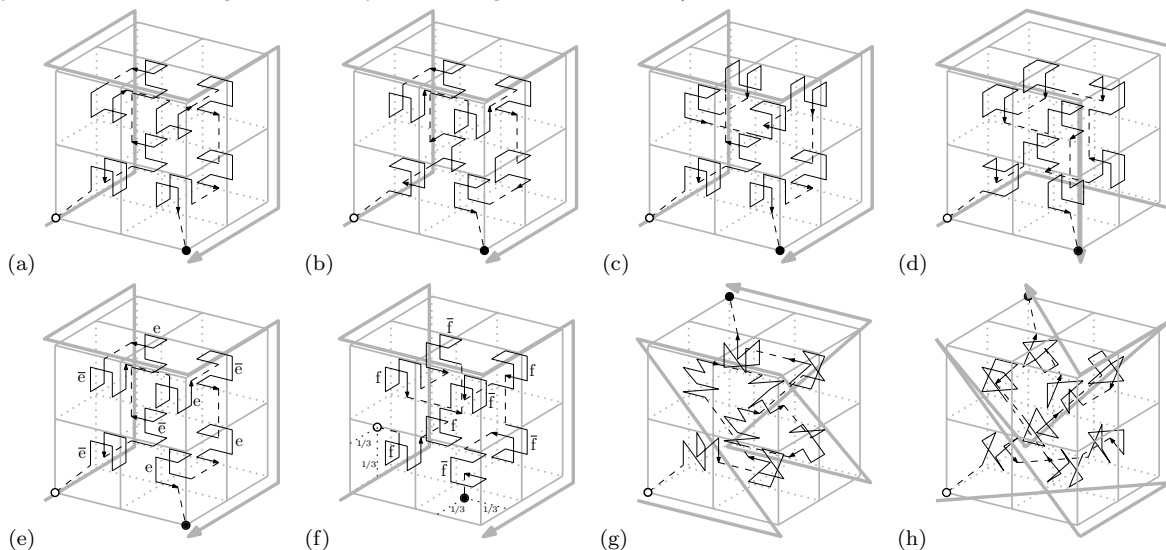 (a) (b) (c) (d)
e
ē ē
e
ē e
ē e
(e)
f̄
f f
f̄
f
1/3 f f̄
1/3 f̄
1/3 1/3
(f) (g) (h)